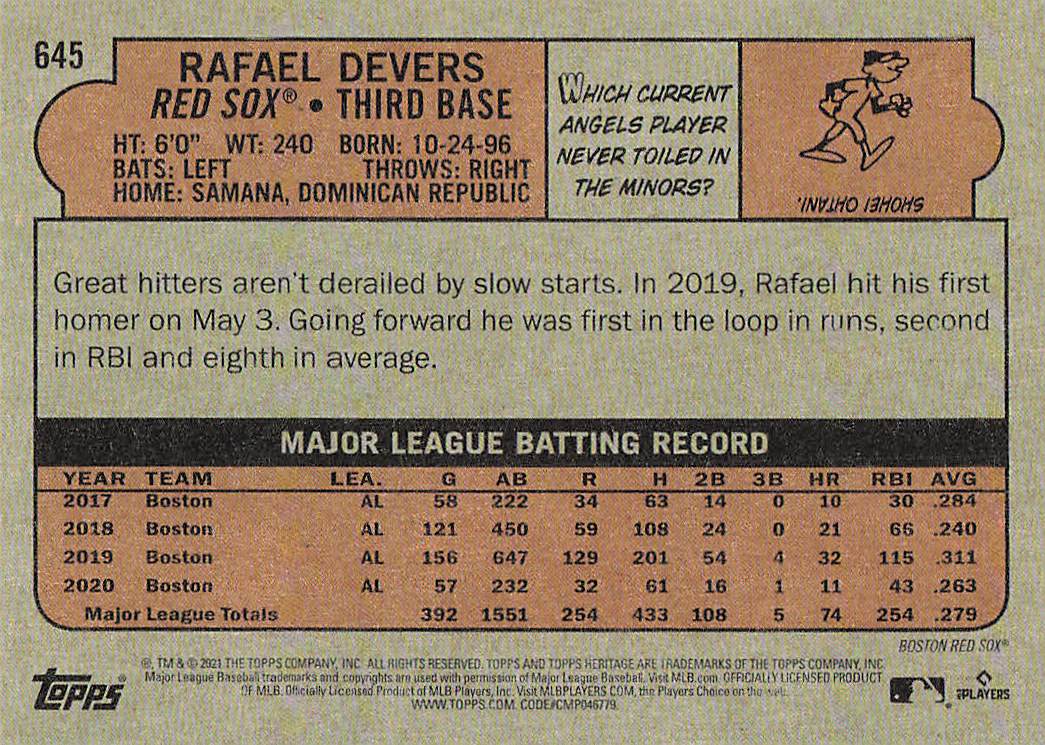 645
RAFAEL DEVERS
RED SOX® • THIRD BASE
HT: 6'0" WT: 240 BORN: 10-24-96
BATS: LEFT THROWS: RIGHT
HOME: SAMANA, DOMINICAN REPUBLIC
WHICH CURRENT
ANGELS PLAYER
NEVER TOILED IN
THE MINORS?
SHOHEI OHTANI.
Great hitters aren't derailed by slow starts. In 2019, Rafael hit his first
homer on May 3. Going forward he was first in the loop in runs, second
in RBI and eighth in average.
MAJOR LEAGUE BATTING RECORD
YEAR TEAM LEA. G AB R H 2B 3B HR RBI AVG
2017 Boston AL 58 222 34 63 14 0 10 30 .284
2018 Boston AL 121 450 59 108 24 0 21 66 .240
2019 Boston AL 156 647 129 201 54 4 32 115 .311
2020 Boston AL 57 232 32 61 16 1 11 43 .263
Major League Totals 392 1551 254 433 108 5 74 254 .279
BOSTON RED SOX®
®, TM & © 2021 THE TOPPS COMPANY, INC. ALL RIGHTS RESERVED. TOPPS AND TOPPS HERITAGE ARE TRADEMARKS OF THE TOPPS COMPANY, INC.
Major League Baseball trademarks and copyrights are used with permission of Major League Baseball. Visit MLB.com. OFFICIALLY LICENSED PRODUCT
OF MLB. Officially Licensed Product of MLB Players, Inc. Visit MLBPLAYERS.COM, the Players Choice on the web.
WWW.TOPPS.COM. CODE#CMP046779
TOPPS®
MLBPLAYERS